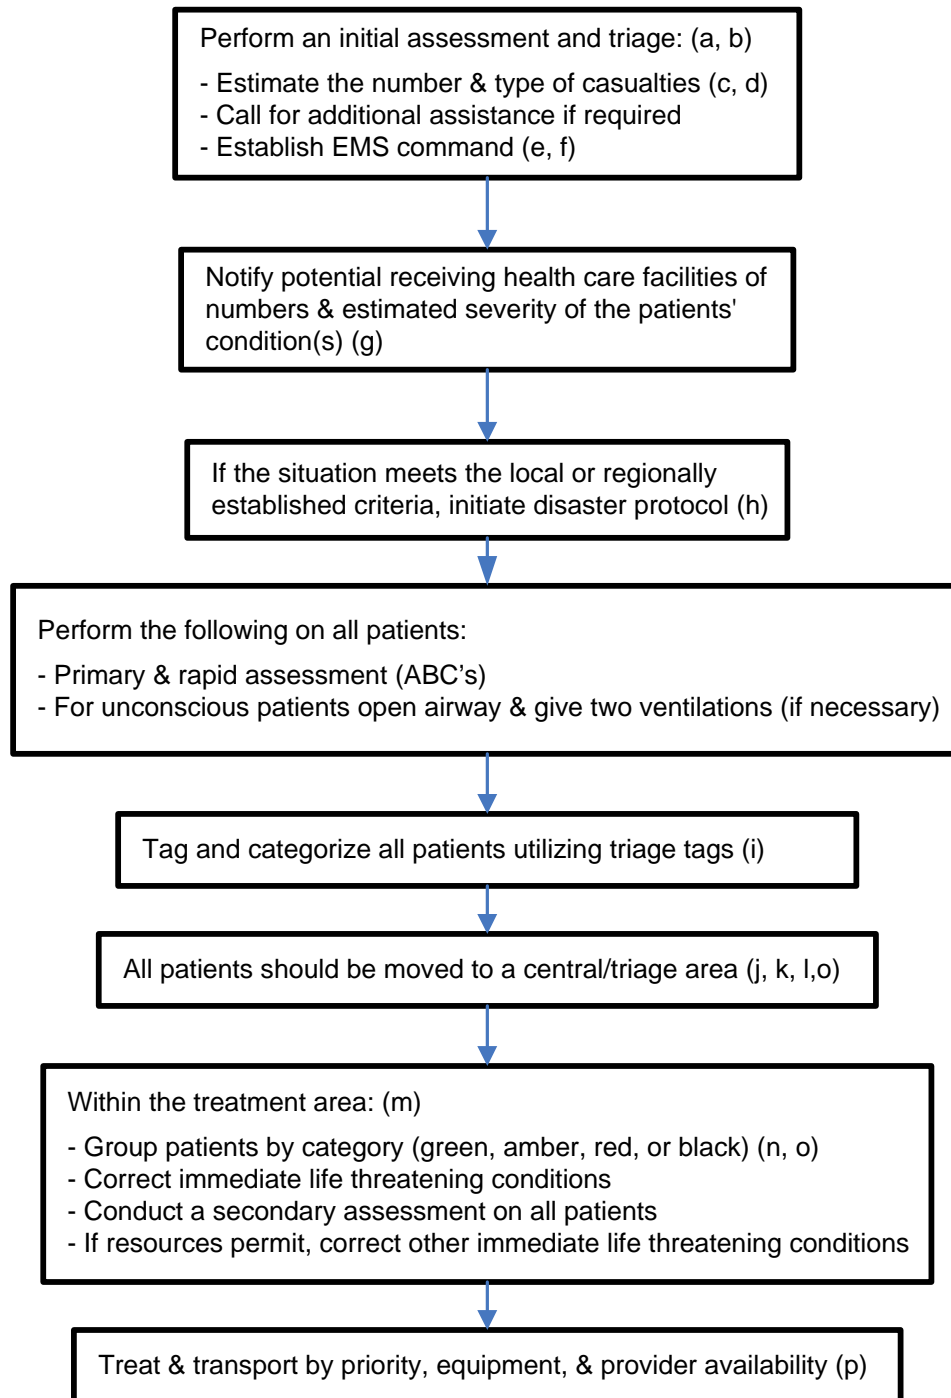 Perform an initial assessment and triage: (a, b)
- Estimate the number & type of casualties (c, d)
- Call for additional assistance if required
- Establish EMS command (e, f)
Notify potential receiving health care facilities of
numbers & estimated severity of the patients'
condition(s) (g)
If the situation meets the local or regionally
established criteria, initiate disaster protocol (h)
Perform the following on all patients:
- Primary & rapid assessment (ABC’s)
- For unconscious patients open airway & give two ventilations (if necessary)
Tag and categorize all patients utilizing triage tags (i)
All patients should be moved to a central/triage area (j, k, l,o)
Within the treatment area: (m)
- Group patients by category (green, amber, red, or black) (n, o)
- Correct immediate life threatening conditions
- Conduct a secondary assessment on all patients
- If resources permit, correct other immediate life threatening conditions
Treat & transport by priority, equipment, & provider availability (p)